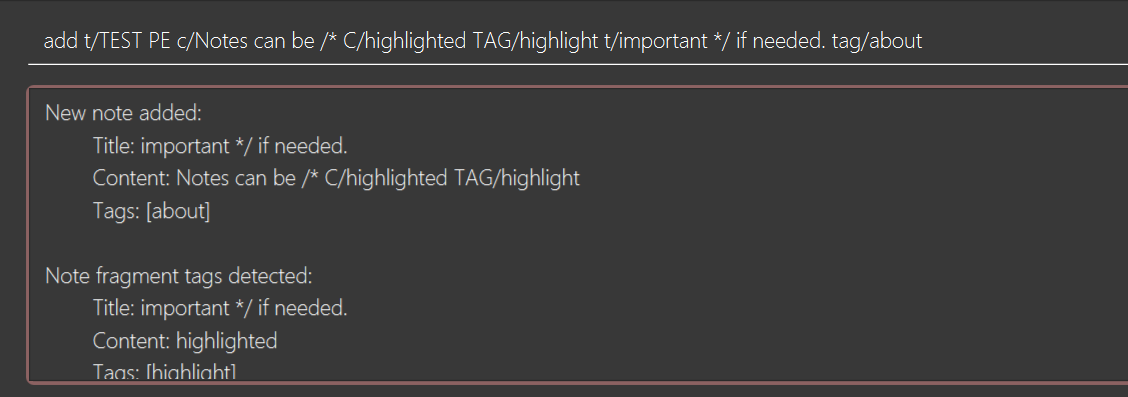 add t/TEST PE c/Notes can be /* C/highlighted TAG/highlight t/important */ if needed. tag/about
New note added:
Title: important */ if needed.
Content: Notes can be /* C/highlighted TAG/highlight
Tags: [about]
Note fragment tags detected:
Title: important */ if needed.
Content: highlighted
Tags: [highlight]